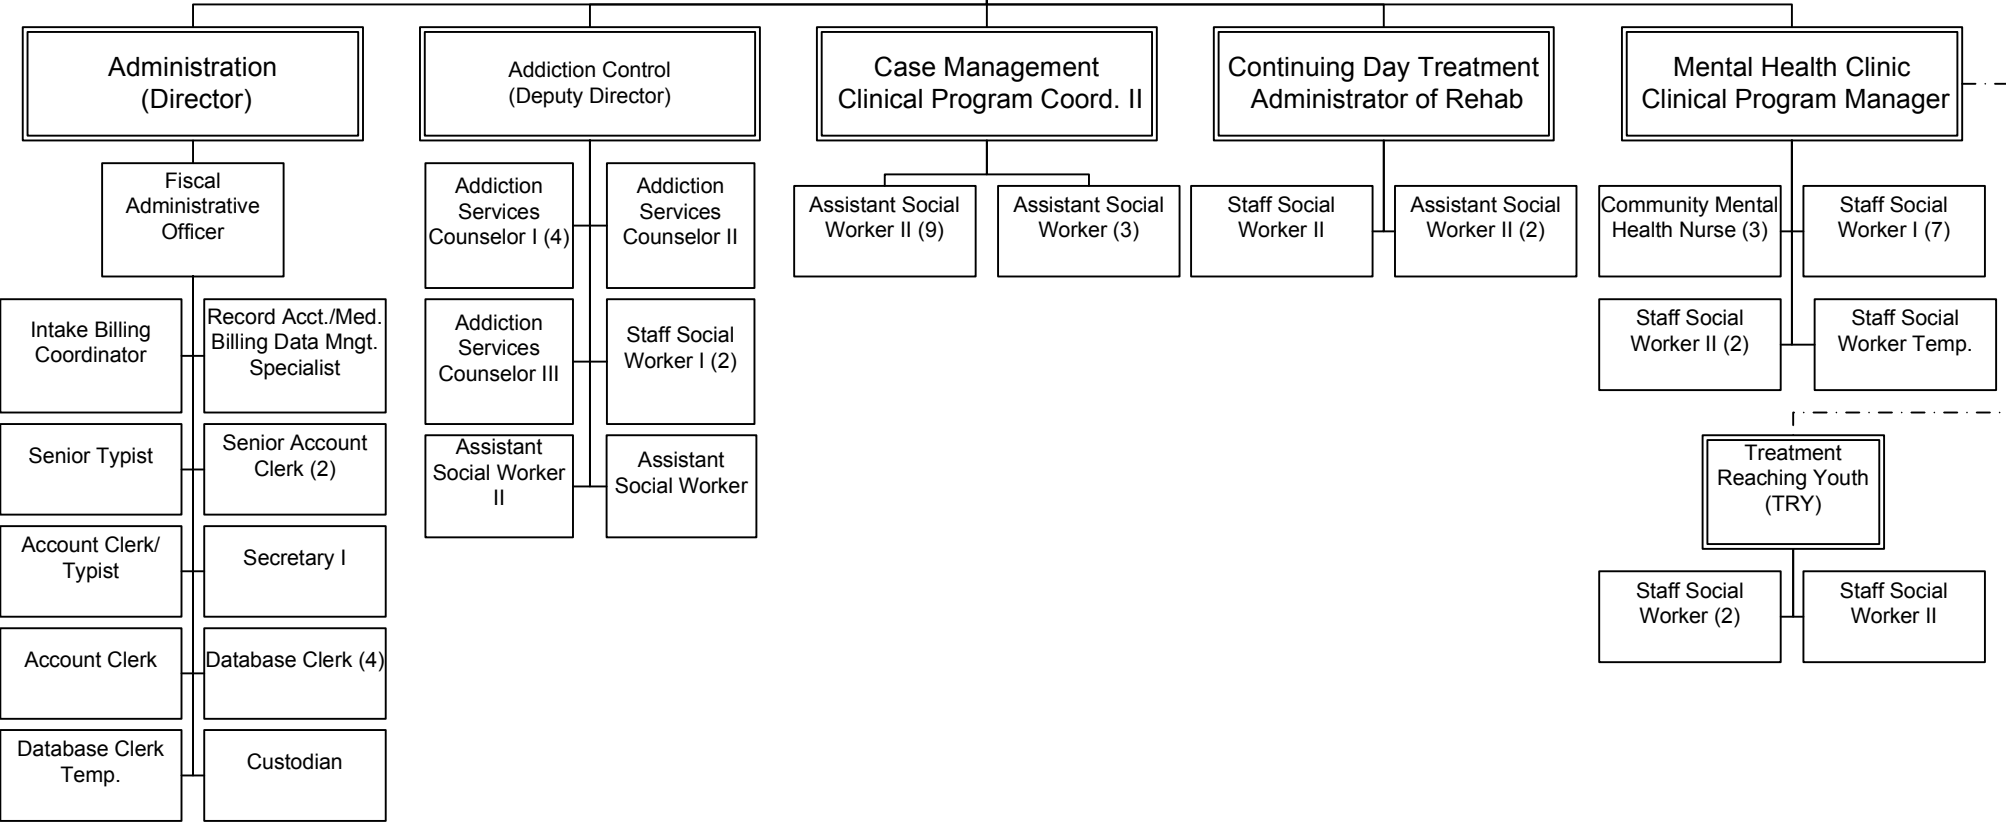 Administration
(Director)
Addiction Control
(Deputy Director)
Case Management
Clinical Program Coord. II
Continuing Day Treatment
Administrator of Rehab
Mental Health Clinic
Clinical Program Manager
Fiscal
Administrative
Officer
Intake Billing
Coordinator
Record Acct./Med.
Billing Data Mngt.
Specialist
Senior Typist
Senior Account
Clerk (2)
Account Clerk/
Typist
Secretary I
Account Clerk
Database Clerk (4)
Database Clerk
Temp.
Custodian
Addiction
Services
Counselor I (4)
Addiction
Services
Counselor II
Addiction
Services
Counselor III
Staff Social
Worker I (2)
Assistant
Social Worker
II
Assistant
Social Worker
Assistant Social
Worker II (9)
Assistant Social
Worker (3)
Staff Social
Worker II
Assistant Social
Worker II (2)
Community Mental
Health Nurse (3)
Staff Social
Worker I (7)
Staff Social
Worker II (2)
Staff Social
Worker Temp.
Treatment
Reaching Youth
(TRY)
Staff Social
Worker (2)
Staff Social
Worker II